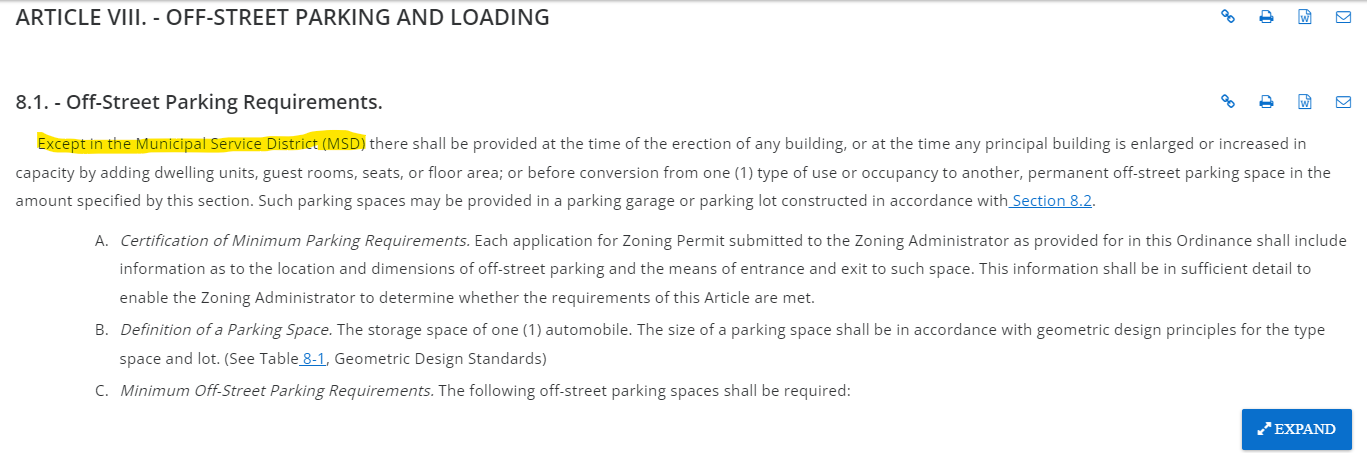 ARTICLE VIII. - OFF-STREET PARKING AND LOADING
8.1. - Off-Street Parking Requirements.
Except in the Municipal Service District (MSD) there shall be provided at the time of the erection of any building, or at the time any principal building is enlarged or increased in
capacity by adding dwelling units, guest rooms, seats, or floor area; or before conversion from one (1) type of use or occupancy to another, permanent off-street parking space in the
amount specified by this section. Such parking spaces may be provided in a parking garage or parking lot constructed in accordance with Section 8.2.
A. Certification of Minimum Parking Requirements. Each application for Zoning Permit submitted to the Zoning Administrator as provided for in this Ordinance shall include
information as to the location and dimensions of off-street parking and the means of entrance and exit to such space. This information shall be in sufficient detail to
enable the Zoning Administrator to determine whether the requirements of this Article are met.
B. Definition of a Parking Space. The storage space of one (1) automobile. The size of a parking space shall be in accordance with geometric design principles for the type
space and lot. (See Table 8-1, Geometric Design Standards)
C. Minimum Off-Street Parking Requirements. The following off-street parking spaces shall be required:
EXPAND